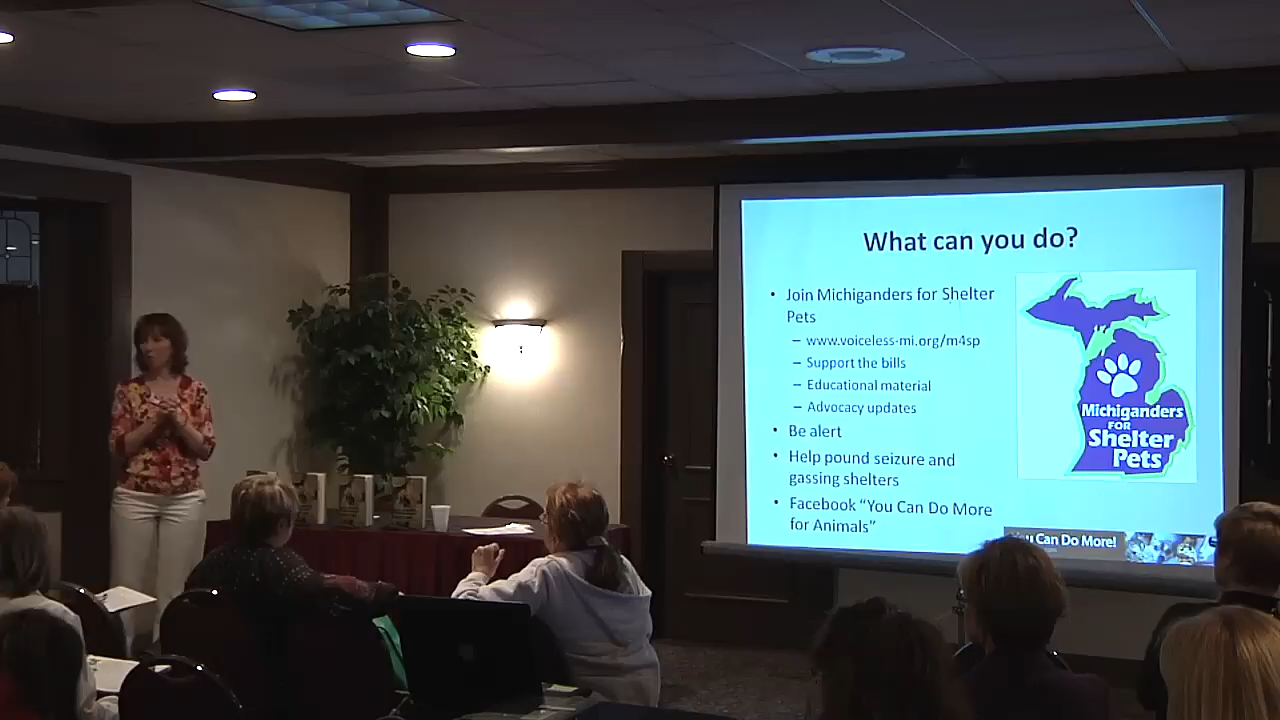 What can you do?
• Join Michiganders for Shelter
Pets
– www.voiceless-mi.org/m4sp
– Support the bills
– Educational material
– Advocacy updates
• Be alert
• Help pound seizure and
gassing shelters
• Facebook “You Can Do More
for Animals”
Michiganders
FOR
Shelter
Pets
You Can Do More!